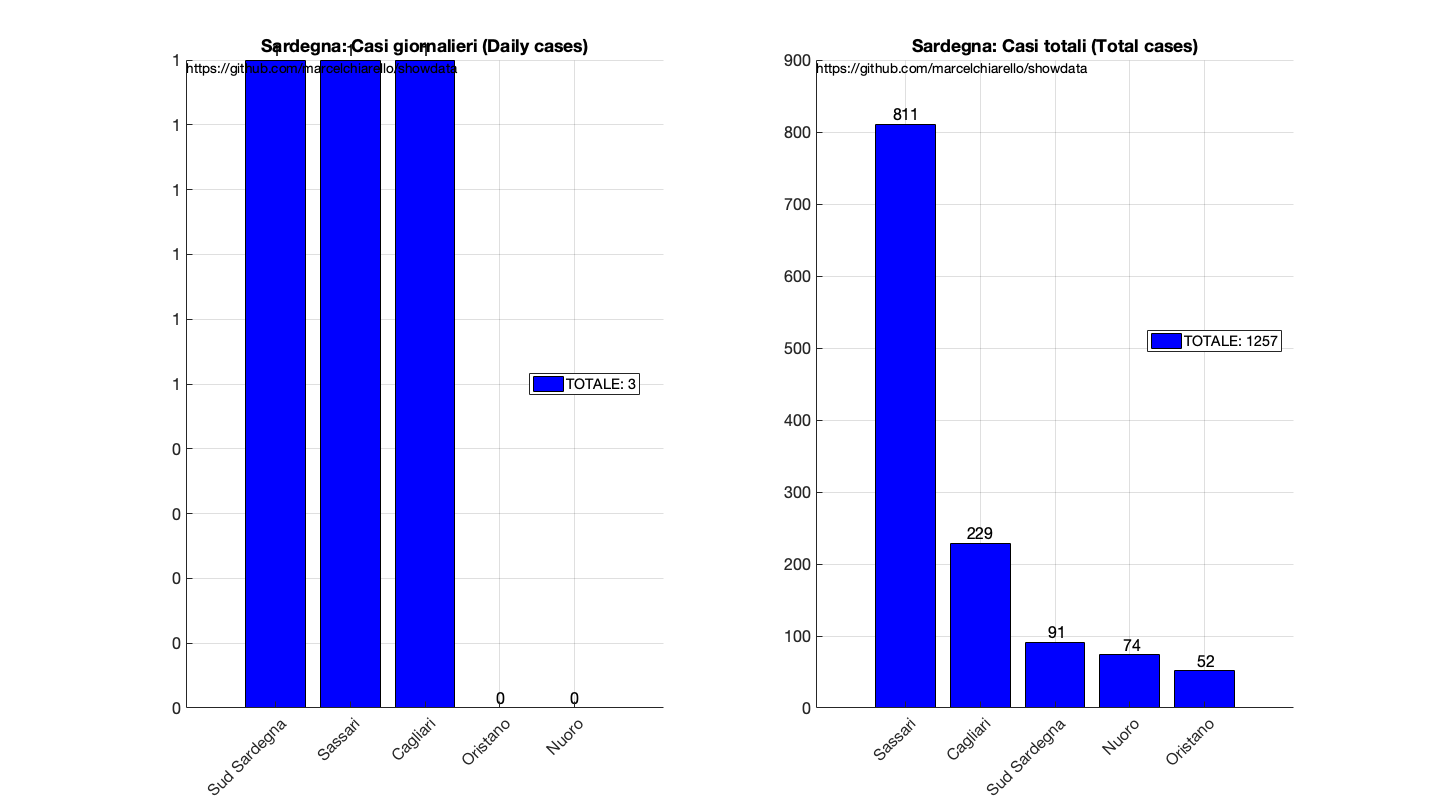 Sardegna: Casi giornalieri (Daily cases)
1 1 1
https://github.com/marcelchiarello/showdata
1
1
1
1
1
1
0
0
0
0
0
TOTALE: 3
0 0
Sud Sardegna
Sassari
Cagliari
Oristano
Nuoro
Sardegna: Casi totali (Total cases)
https://github.com/marcelchiarello/showdata
900
800
700
600
500
400
300
200
100
0
811
229
91
74
52
TOTALE: 1257
Sassari
Cagliari
Sud Sardegna
Nuoro
Oristano